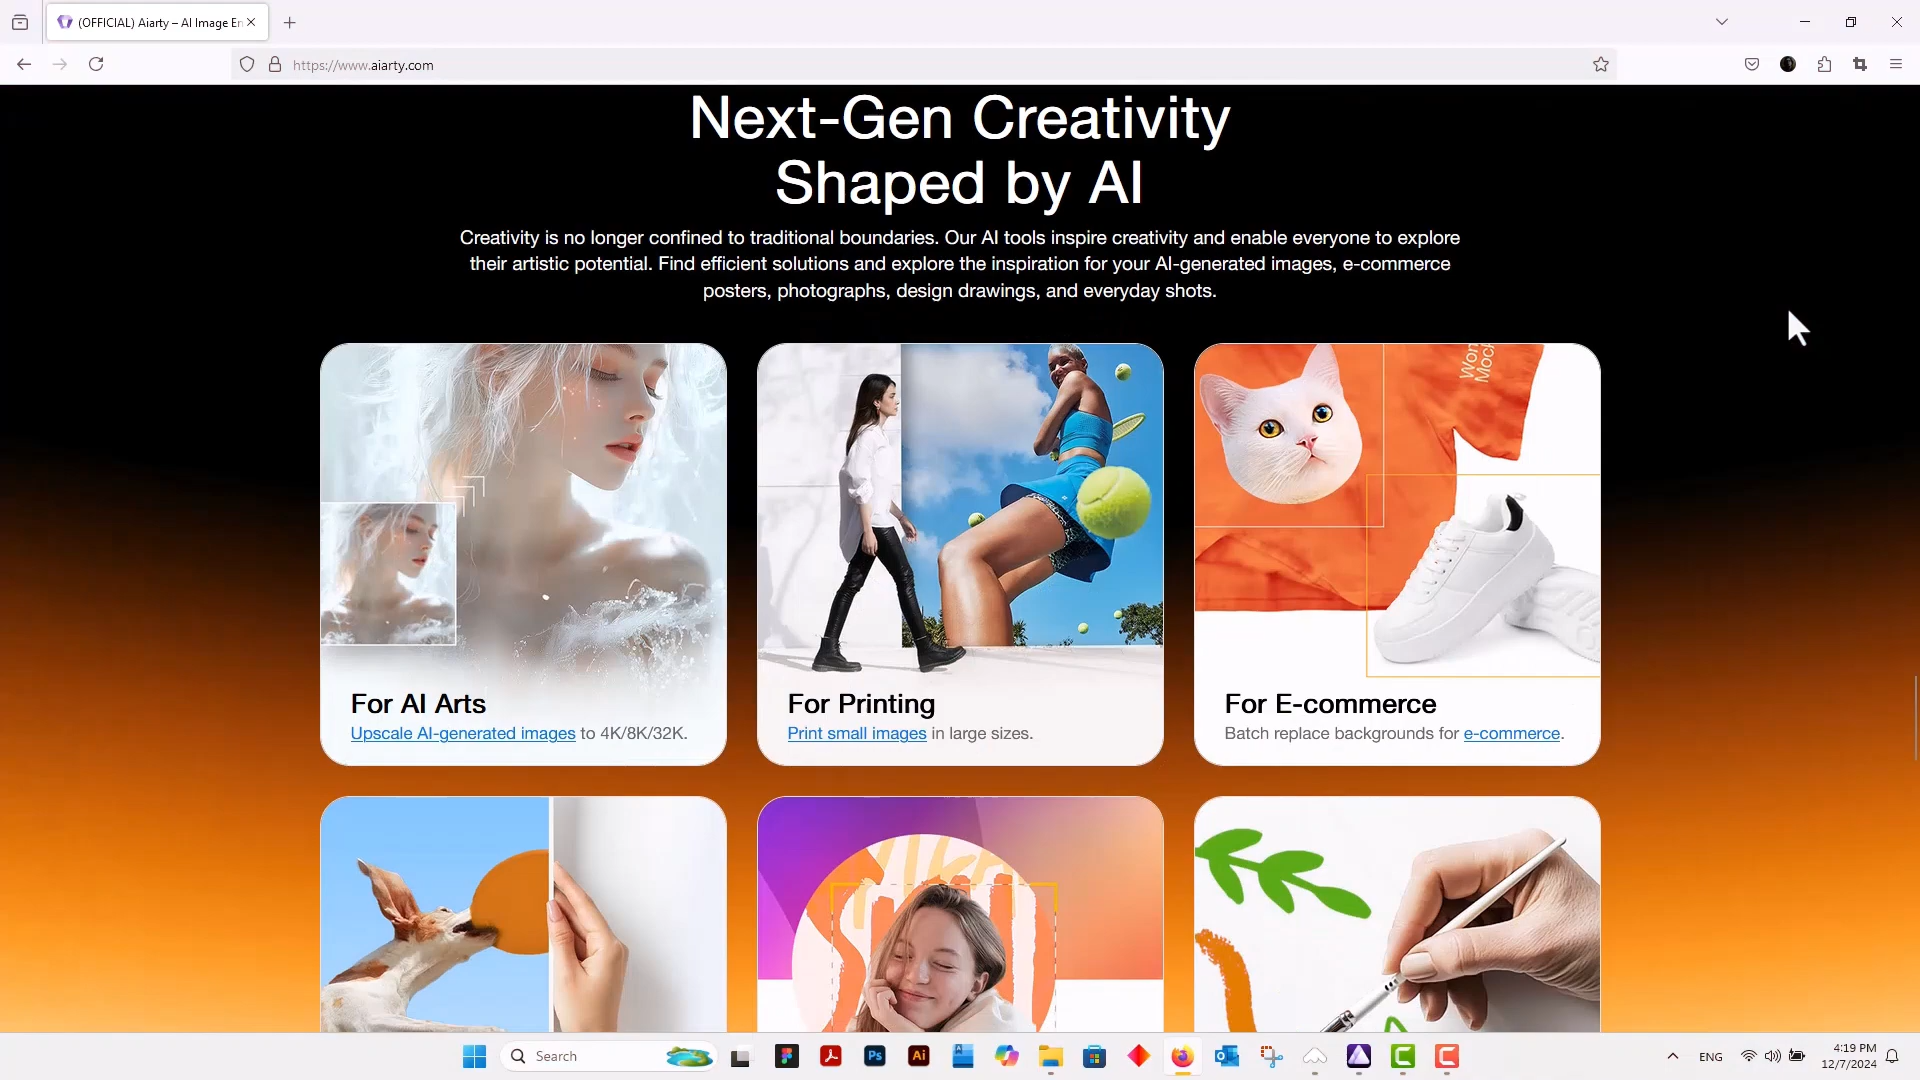 (OFFICIAL) Aiarty – AI Image En
https://www.aiarty.com
Next-Gen Creativity
Shaped by AI
Creativity is no longer confined to traditional boundaries. Our AI tools inspire creativity and enable everyone to explore
their artistic potential. Find efficient solutions and explore the inspiration for your AI-generated images, e-commerce
posters, photographs, design drawings, and everyday shots.
Won
Mock
For AI Arts
Upscale AI-generated images to 4K/8K/32K.
For Printing
Print small images in large sizes.
For E-commerce
Batch replace backgrounds for e-commerce.
Search
Ps
Ai
ENG
4:19 PM
12/7/2024